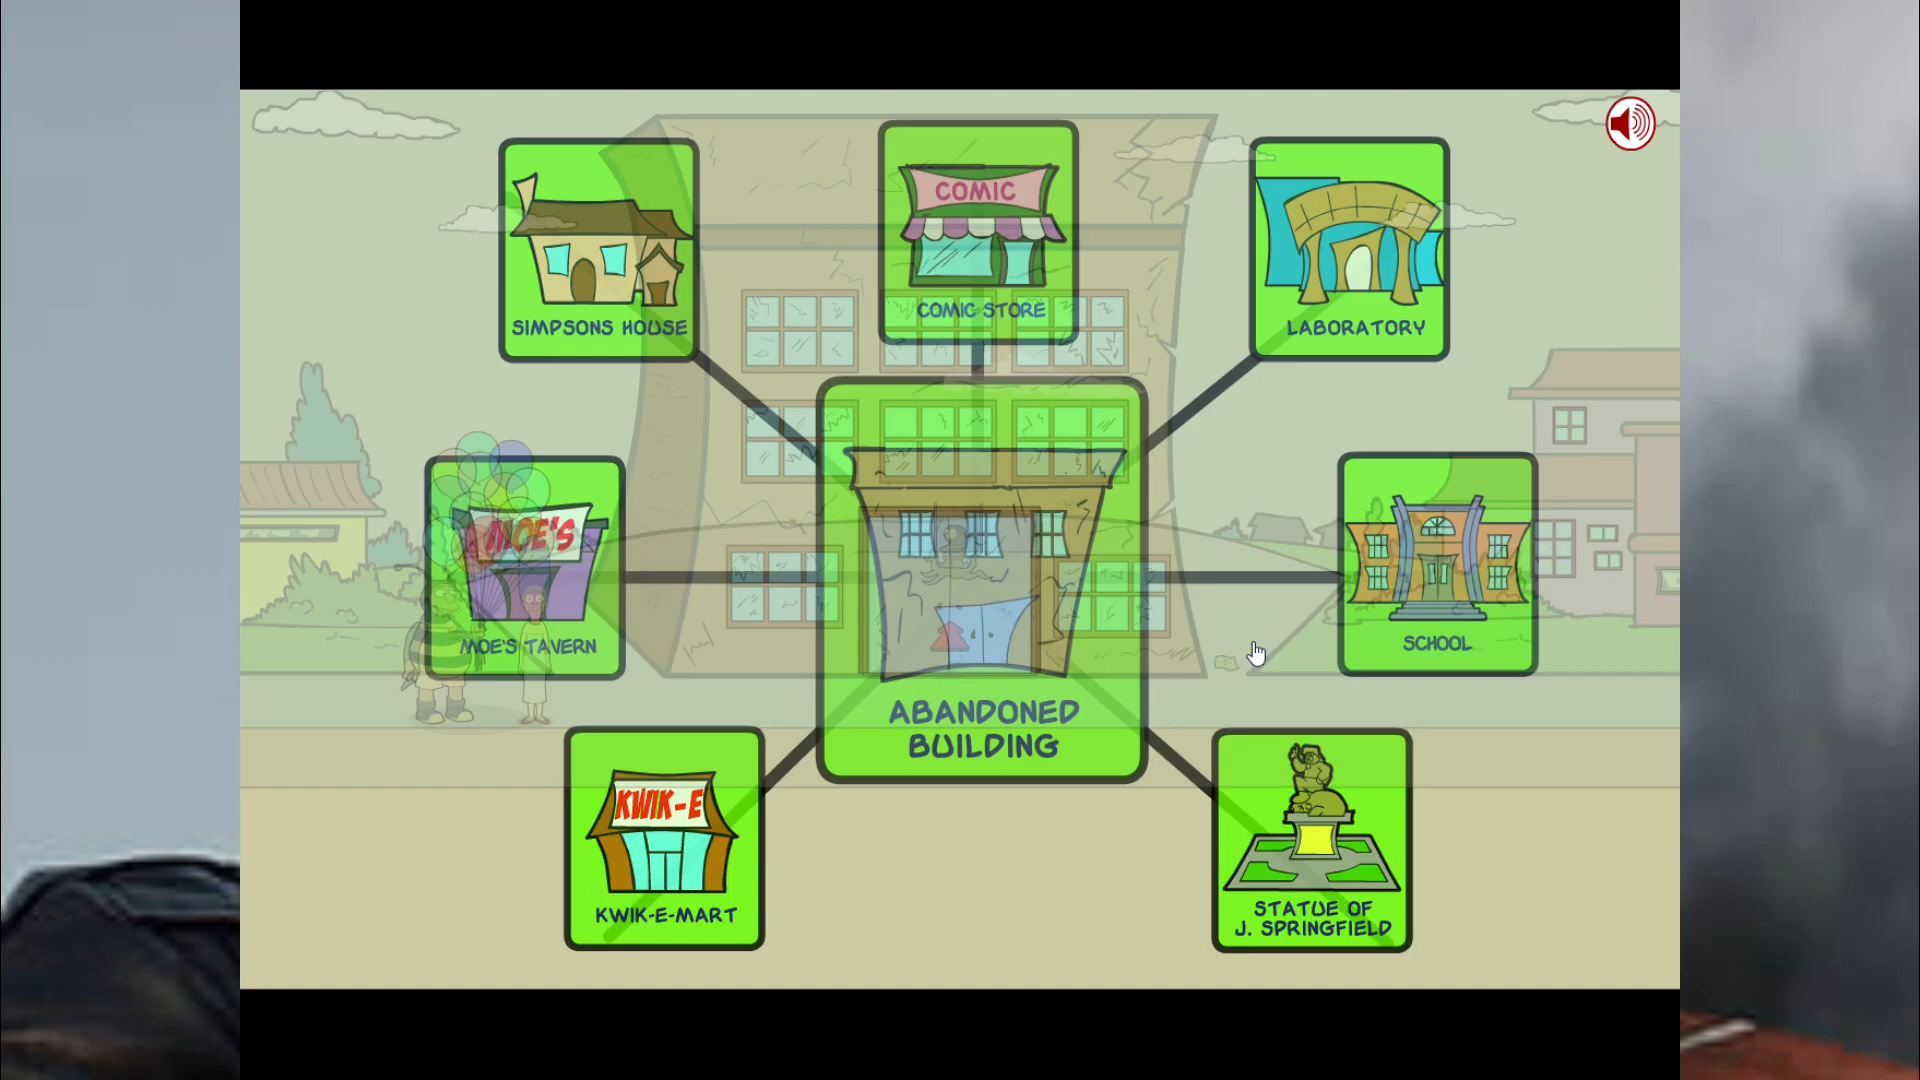 COMIC
COMIC STORE
SIMPSONS HOUSE
LABORATORY
MOE'S
MOE'S TAVERN
SCHOOL
ABANDONED
BUILDING
KWIK-E
KWIK-E-MART
STATUE OF
J. SPRINGFIELD